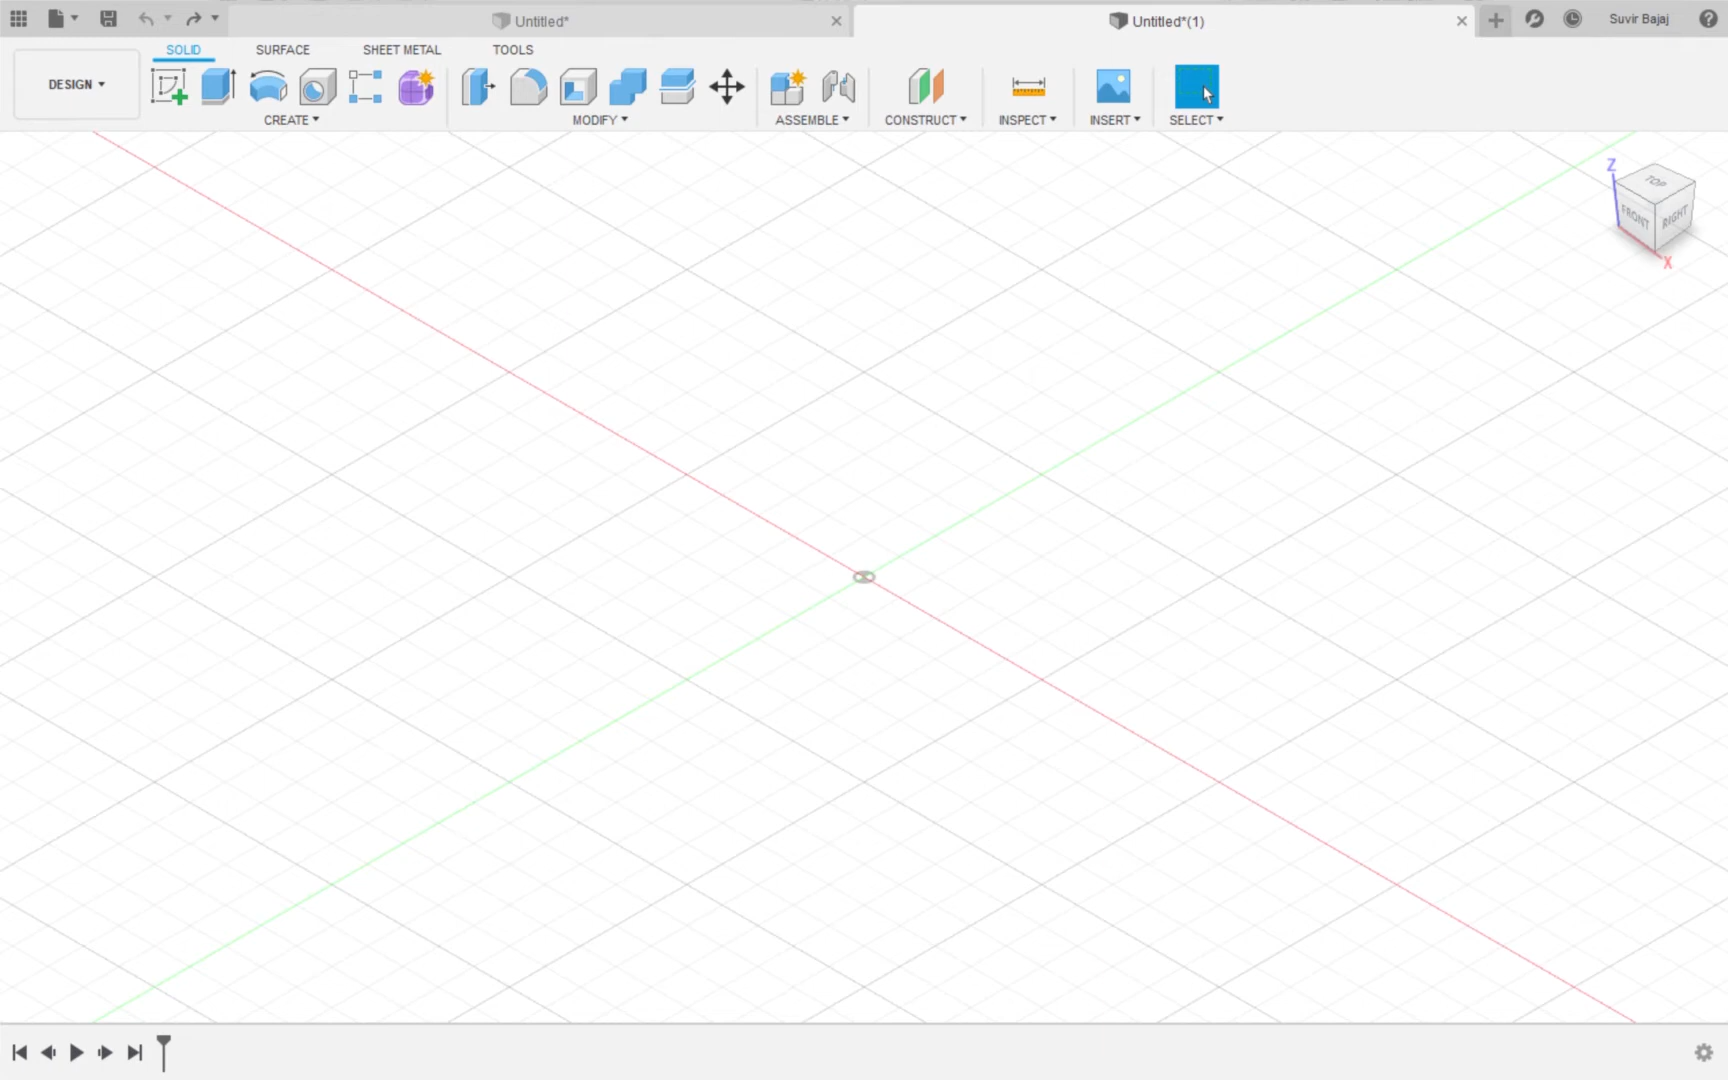 Untitled*
Untitled*(1)
Suvir Bajaj
SOLID SURFACE SHEET METAL TOOLS
DESIGN
CREATE MODIFY ASSEMBLE CONSTRUCT INSPECT INSERT SELECT
Z
TOP
FRONT RIGHT
X